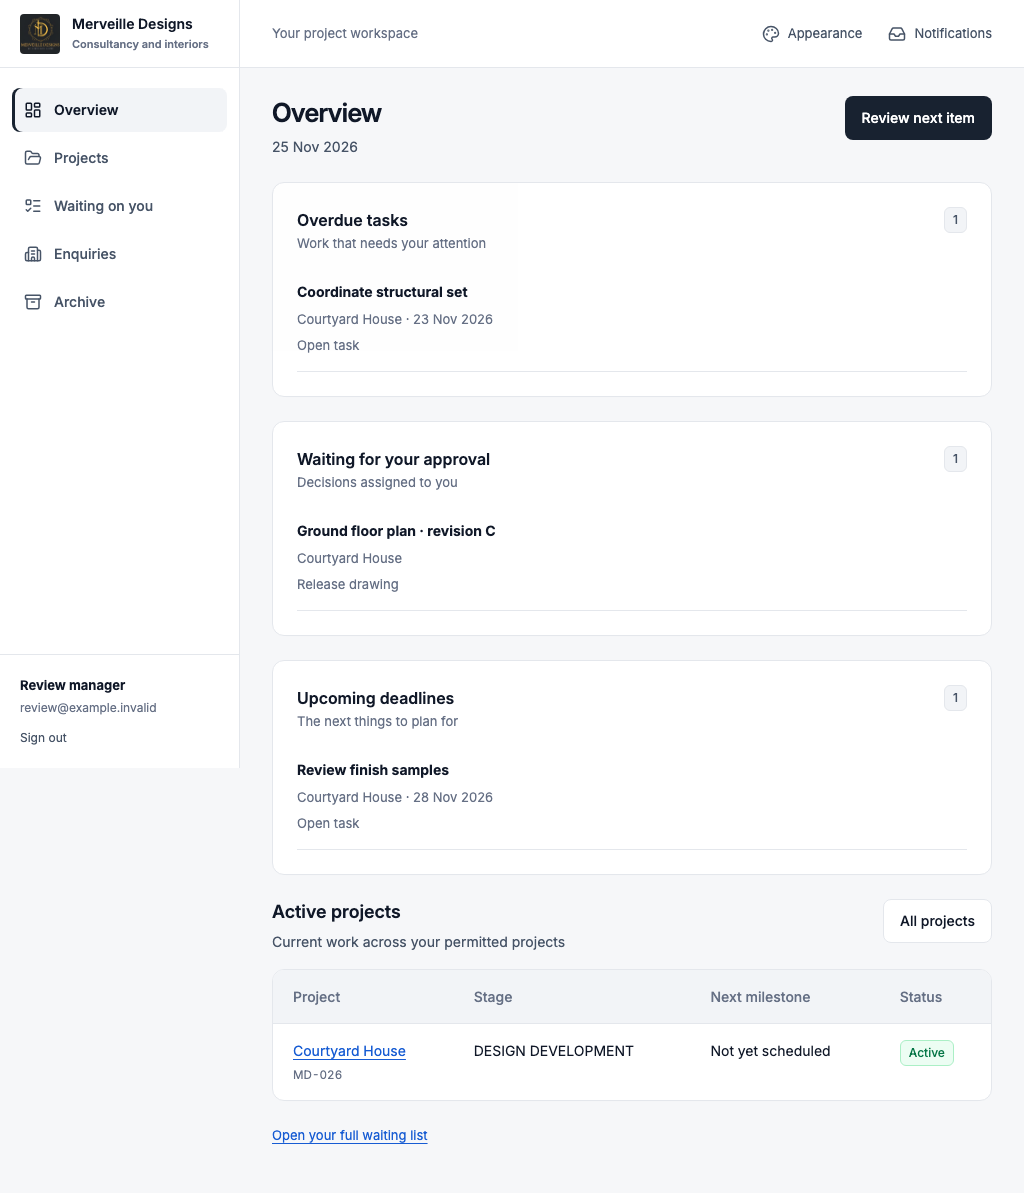 Merveille Designs
Consultancy and interiors
Your project workspace
Appearance
Notifications
Overview
Projects
Waiting on you
Enquiries
Archive
Review manager
review@example.invalid
Sign out
Overview
25 Nov 2026
Review next item
Overdue tasks
1
Work that needs your attention
Coordinate structural set
Courtyard House · 23 Nov 2026
Open task
Waiting for your approval
1
Decisions assigned to you
Ground floor plan · revision C
Courtyard House
Release drawing
Upcoming deadlines
1
The next things to plan for
Review finish samples
Courtyard House · 28 Nov 2026
Open task
Active projects
Current work across your permitted projects
All projects
Project Stage Next milestone Status
Courtyard House DESIGN DEVELOPMENT Not yet scheduled Active
MD-026
Open your full waiting list